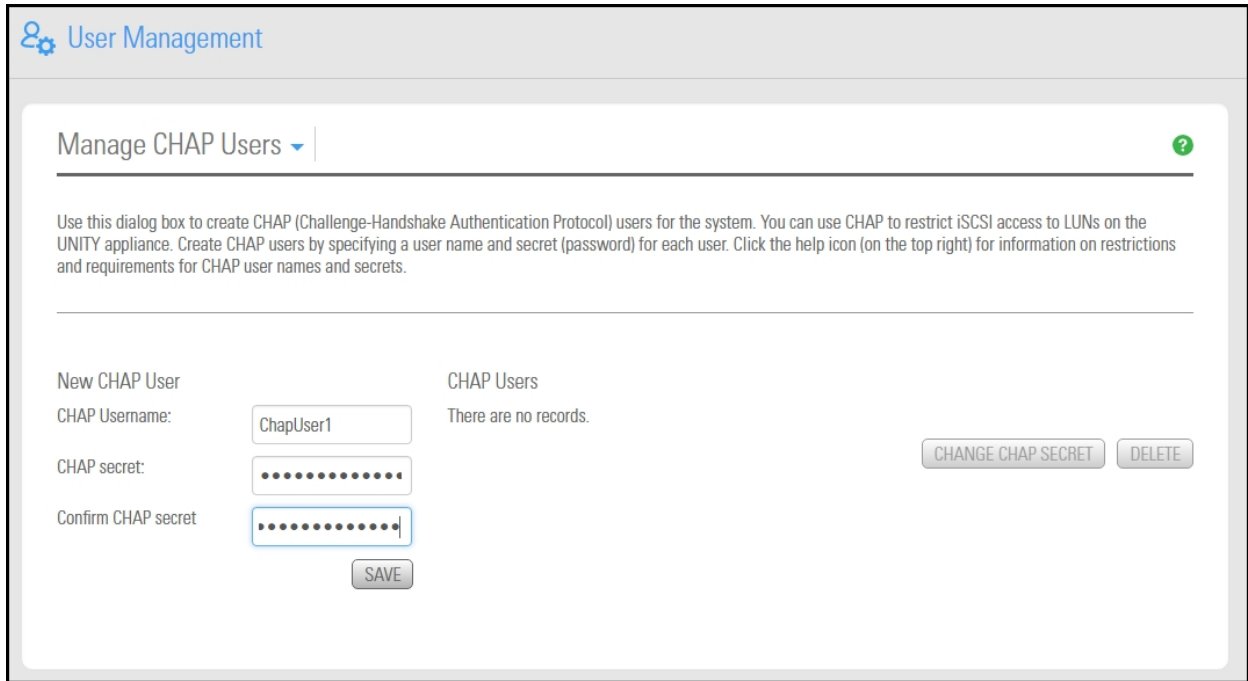 User Management
Manage CHAP Users
?
Use this dialog box to create CHAP (Challenge-Handshake Authentication Protocol) users for the system. You can use CHAP to restrict iSCSI access to LUNs on the
UNITY appliance. Create CHAP users by specifying a user name and secret (password) for each user. Click the help icon (on the top right) for information on restrictions
and requirements for CHAP user names and secrets.
New CHAP User
CHAP Username:
ChapUser1
CHAP secret:
Confirm CHAP secret
SAVE
CHAP Users
There are no records.
CHANGE CHAP SECRET
DELETE